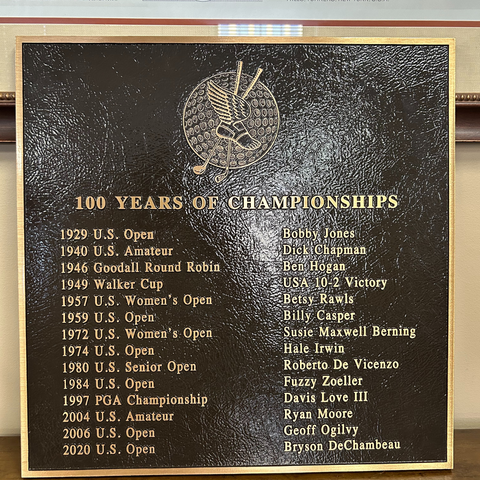 100 YEARS OF CHAMPIONSHIPS
1929 U.S. Open Bobby Jones
1940 U.S. Amateur Dick Chapman
1946 Goodall Round Robin Ben Hogan
1949 Walker Cup USA 10-2 Victory
1957 U.S. Women's Open Betsy Rawls
1959 U.S. Open Billy Casper
1972 U.S. Women's Open Susie Maxwell Berning
1974 U.S. Open Hale Irwin
1980 U.S. Senior Open Roberto De Vicenzo
1984 U.S. Open Fuzzy Zoeller
1997 PGA Championship Davis Love III
2004 U.S. Amateur Ryan Moore
2006 U.S. Open Geoff Ogilvy
2020 U.S. Open Bryson DeChambeau